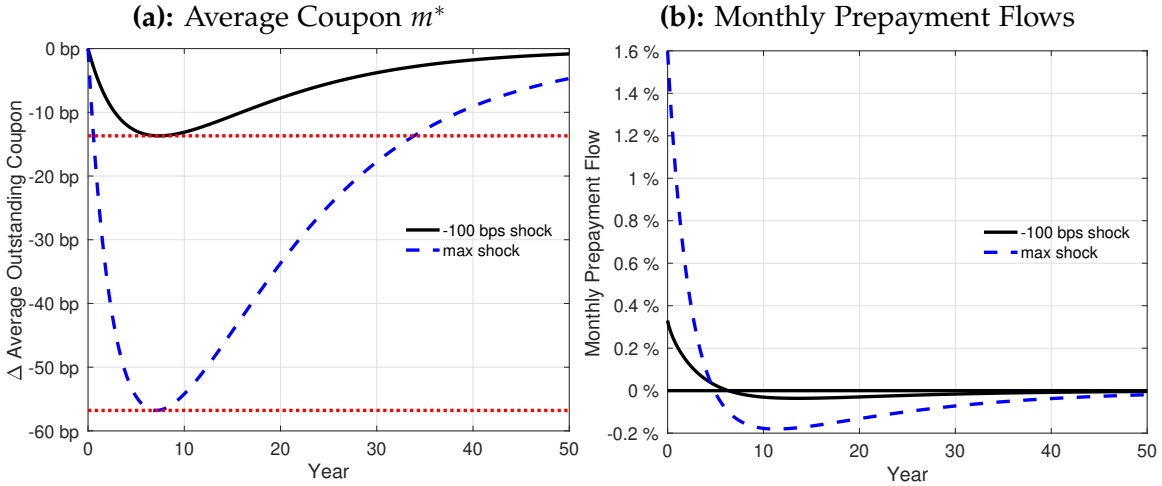 (a): Average Coupon m*
0 bp
-10 bp
-20 bp
-30 bp
-40 bp
-50 bp
-60 bp
Δ Average Outstanding Coupon
-100 bps shock
max shock
0 10 20 30 40 50
Year
(b): Monthly Prepayment Flows
1.6 %
1.4 %
1.2 %
1 %
0.8 %
0.6 %
0.4 %
0.2 %
0 %
-0.2 %
Monthly Prepayment Flow
-100 bps shock
max shock
0 10 20 30 40 50
Year